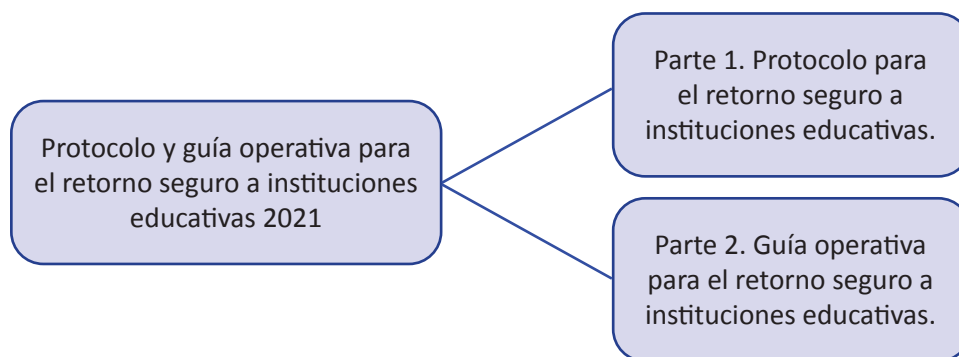 Protocolo y guía operativa para
el retorno seguro a instituciones
educativas 2021
Parte 1. Protocolo para
el retorno seguro a
instituciones educativas.
Parte 2. Guía operativa
para el retorno seguro a
instituciones educativas.